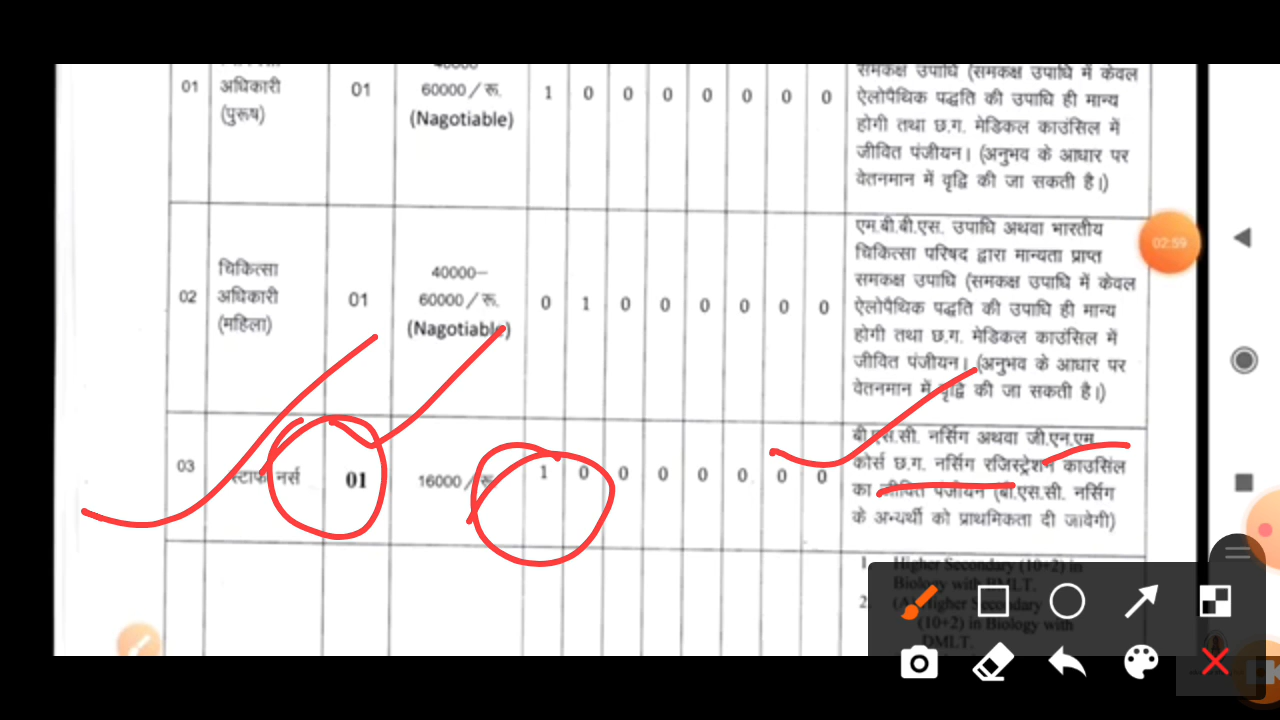 01
अधिकारी
(पुरूष)
01
60000/रू.
(Nagotiable)
1 0 0 0 0 0 0 0
समकक्ष उपाधि (समकक्ष उपाधि में केवल
ऐलोपैथिक पद्धति की उपाधि ही मान्य
होगी तथा छ.ग. मेडिकल काउंसिल में
जीवित पंजीयन। (अनुभव के आधार पर
वेतनमान में वृद्वि की जा सकती है।)
02
चिकित्सा
अधिकारी
(महिला)
01
40000–
60000/रू.
(Nagotiable)
0 1 0 0 0 0 0 0
एम.बी.बी.एस. उपाधि अथवा भारतीय
चिकित्सा परिषद द्वारा मान्यता प्राप्त
समकक्ष उपाधि (समकक्ष उपाधि में केवल
ऐलोपैथिक पद्धति की उपाधि ही मान्य
होगी तथा छ.ग. मेडिकल काउंसिल में
जीवित पंजीयन। (अनुभव के आधार पर
वेतनमान में वृद्वि की जा सकती है।)
03
स्टाफ नर्स
01
16000/रू.
1 0 0 0 0 0 0 0
बी.एस.सी. नर्सिग अथवा जी.एन.एम.
कोर्स छ.ग. नर्सिग रजिस्ट्रेशन काउसिंल
का जीवित पंजीयन (बी.एस.सी. नर्सिग
के अभ्यर्थी को प्राथमिकता दी जावेगी)
1. Higher Secondary (10+2) in
Biology with BMLT.
2. (A) Higher Secondary
(10+2) in Biology with
DMLT.
02:59